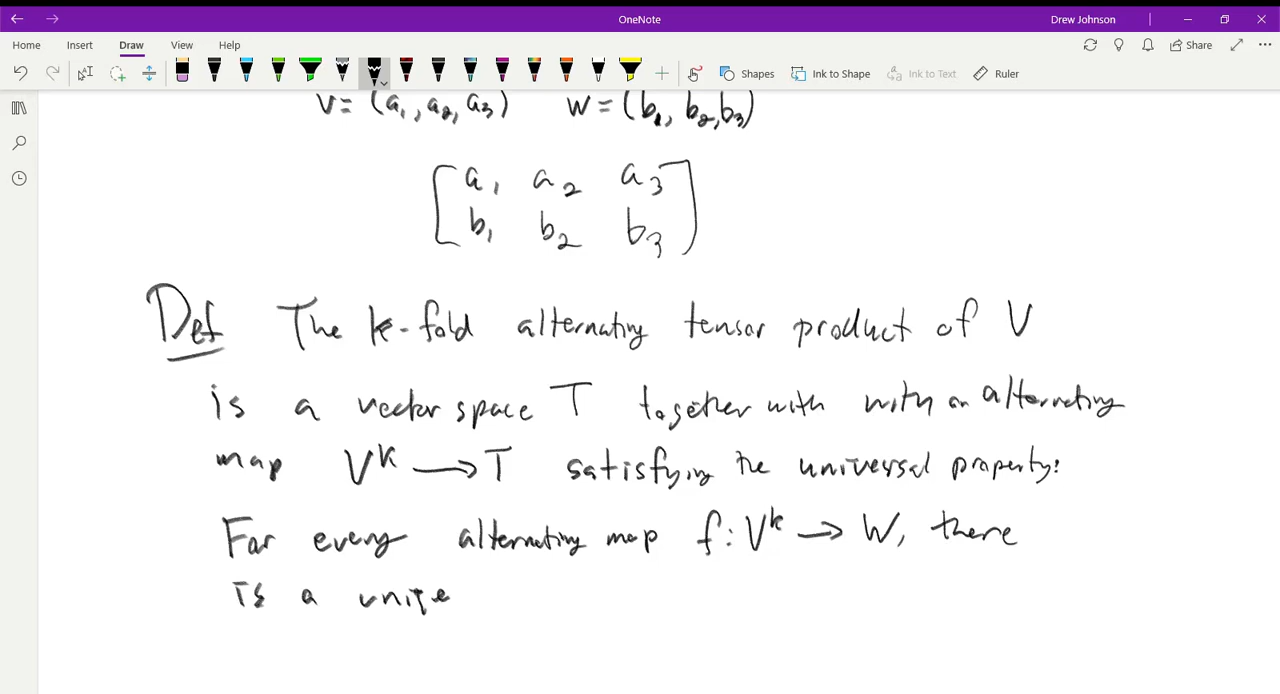 OneNote
Drew Johnson
Home Insert Draw View Help
Share
Shapes Ink to Shape Ink to Text Ruler
V = (a1, a2, a3) W = (b1, b2, b3)
a1 a2 a3
b1 b2 b3
Def The k-fold alternating tensor product of V
is a vector space T together with with an alternating
map V^k → T satisfying the universal property:
For every alternating map f: V^k → W, there
is a uniqe